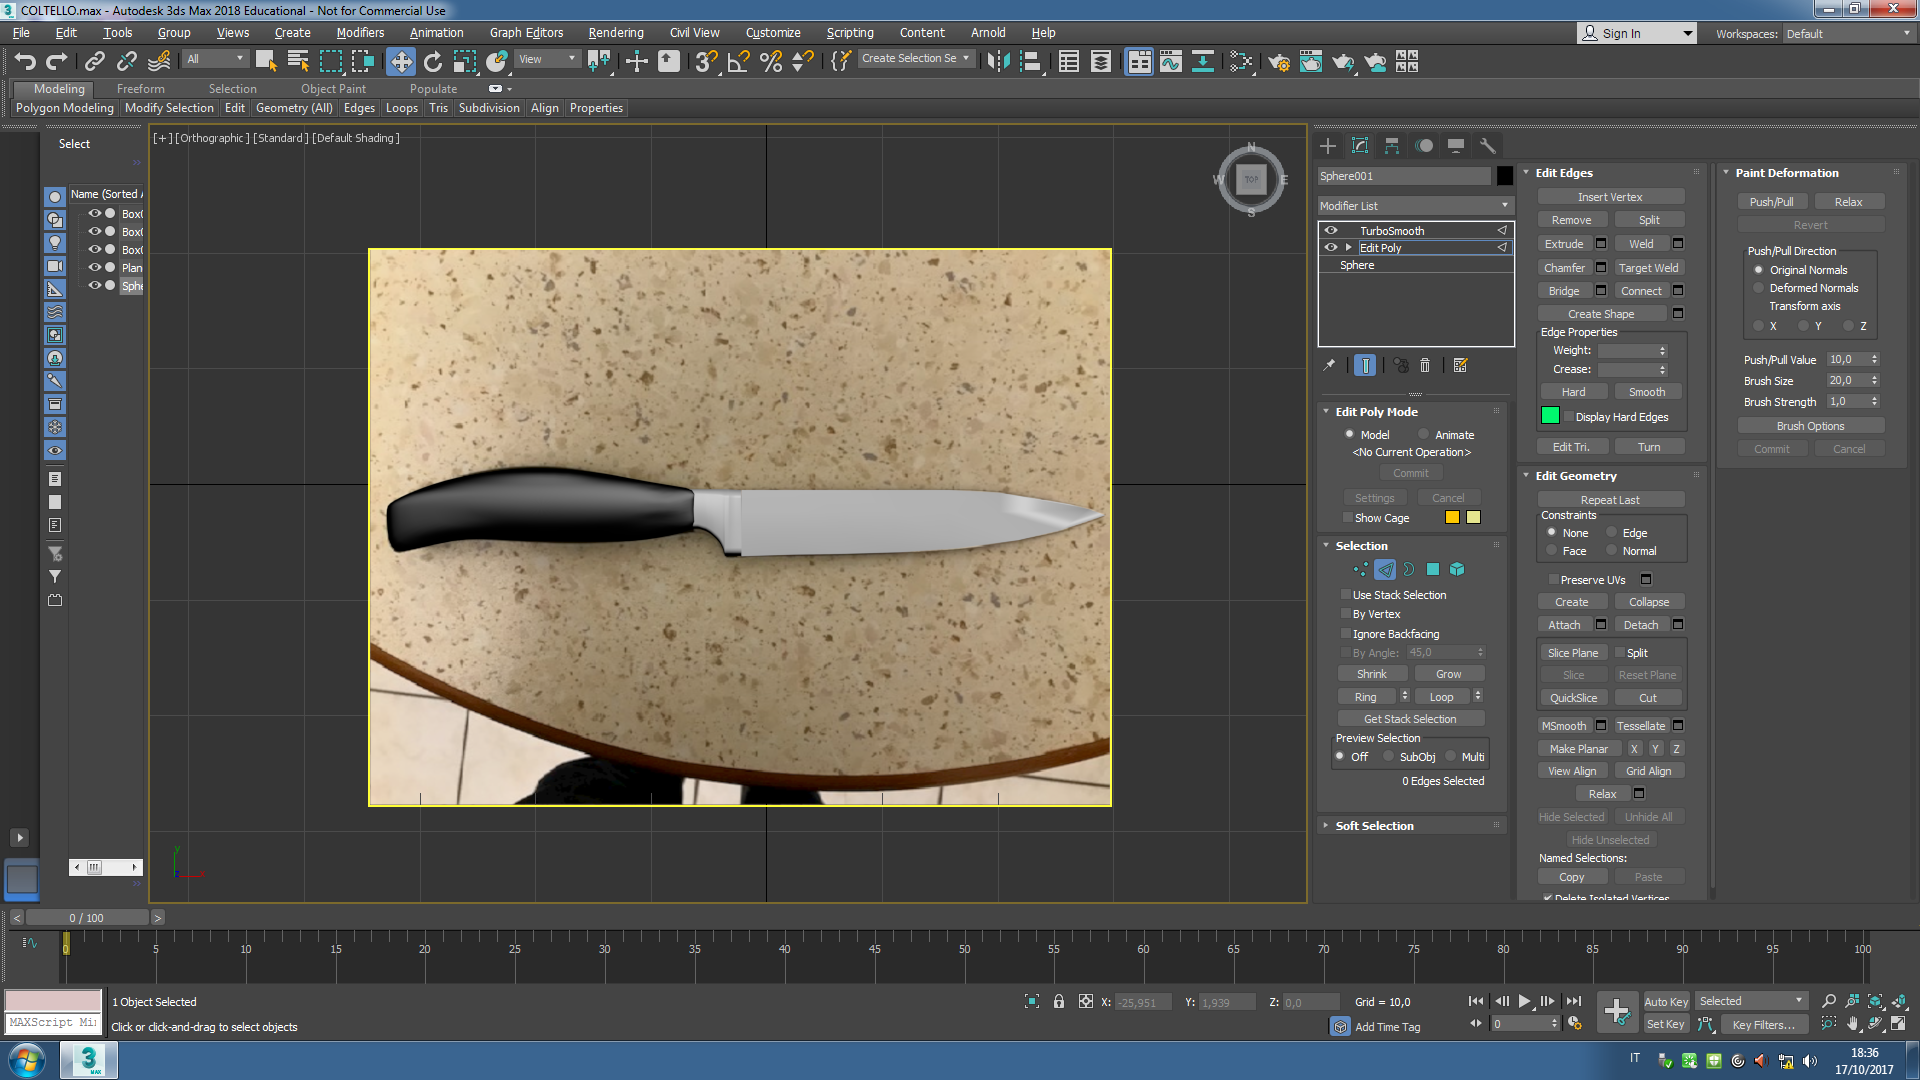 COLTELLO.max - Autodesk 3ds Max 2018 Educational - Not for Commercial Use
File Edit Tools Group Views Create Modifiers Animation Graph Editors Rendering Civil View Customize Scripting Content Arnold Help
Sign In Workspaces: Default
All View Create Selection Se
Modeling Freeform Selection Object Paint Populate
Polygon Modeling Modify Selection Edit Geometry (All) Edges Loops Tris Subdivision Align Properties
Select
Name (Sorted
[+] [Orthographic] [Standard] [Default Shading]
N
W TOP E
S
Sphere001
Modifier List
TurboSmooth
Edit Poly
Sphere
Edit Poly Mode
Model Animate
<No Current Operation>
Commit
Settings Cancel
Show Cage
Selection
Use Stack Selection
By Vertex
Ignore Backfacing
By Angle: 45,0
Shrink Grow
Ring Loop
Get Stack Selection
Preview Selection
Off SubObj Multi
0 Edges Selected
Soft Selection
Edit Edges
Insert Vertex
Remove Split
Extrude Weld
Chamfer Target Weld
Bridge Connect
Create Shape
Edge Properties
Weight:
Crease:
Hard Smooth
Display Hard Edges
Edit Tri. Turn
Edit Geometry
Repeat Last
Constraints
None Edge
Face Normal
Preserve UVs
Create Collapse
Attach Detach
Slice Plane Split
Slice Reset Plane
QuickSlice Cut
MSmooth Tessellate
Make Planar X Y Z
View Align Grid Align
Relax
Hide Selected Unhide All
Hide Unselected
Named Selections:
Copy Paste
Delete Isolated Vertices
Paint Deformation
Push/Pull Relax
Revert
Push/Pull Direction
Original Normals
Deformed Normals
Transform axis
X Y Z
Push/Pull Value 10,0
Brush Size 20,0
Brush Strength 1,0
Brush Options
Commit Cancel
y
< 0 / 100 >
0 5 10 15 20 25 30 35 40 45 50 55 60 65 70 75 80 85 90 95 100
1 Object Selected
X: -25,951 Y: 1,939 Z: 0,0 Grid = 10,0
Auto Key Selected
MAXScript Mi
Click or click-and-drag to select objects
Add Time Tag
0
Set Key Key Filters...
3
MAX
IT
18:36
17/10/2017